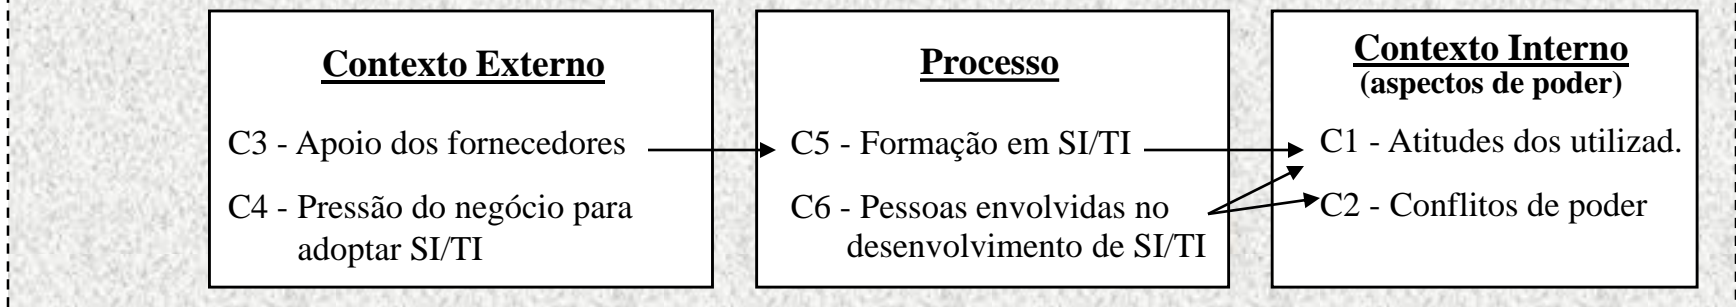 Contexto Externo
C3 - Apoio dos fornecedores
C4 - Pressão do negócio para
adoptar SI/TI
Processo
C5 - Formação em SI/TI
C6 - Pessoas envolvidas no
desenvolvimento de SI/TI
Contexto Interno
(aspectos de poder)
C1 - Atitudes dos utilizad.
C2 - Conflitos de poder